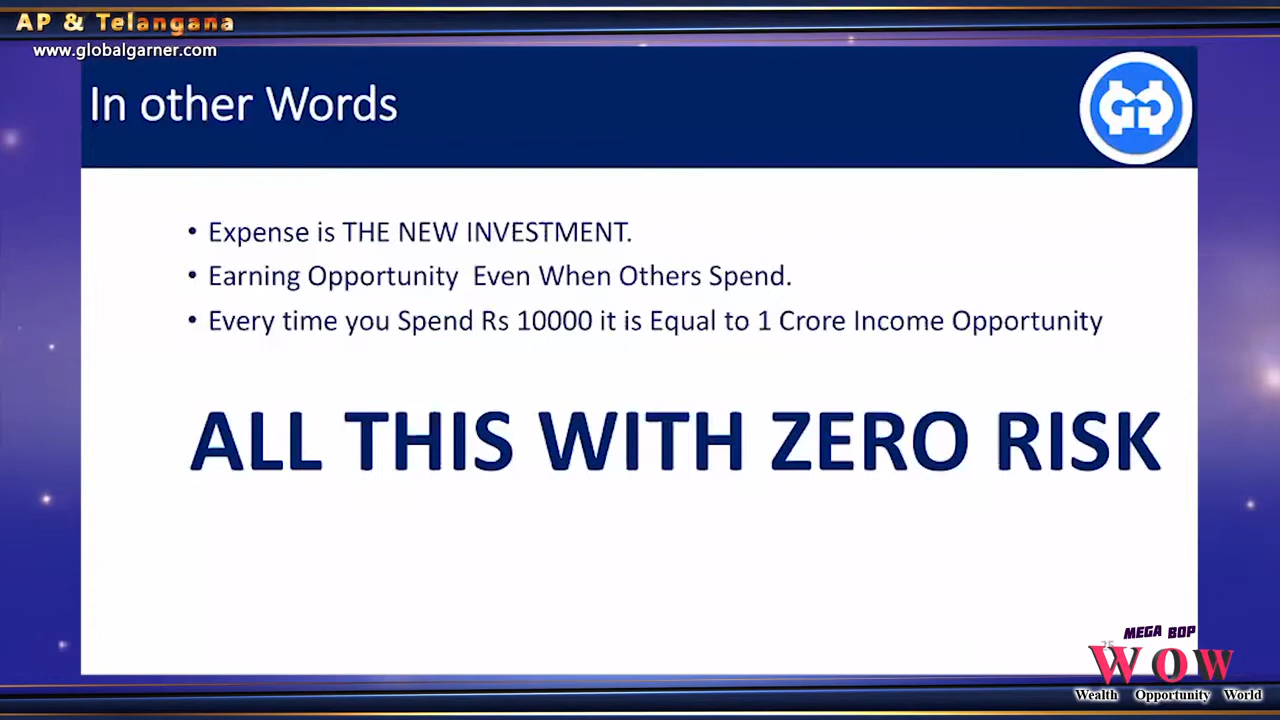 AP & Telangana
www.globalgarner.com
In other Words
• Expense is THE NEW INVESTMENT.
• Earning Opportunity Even When Others Spend.
• Every time you Spend Rs 10000 it is Equal to 1 Crore Income Opportunity
ALL THIS WITH ZERO RISK
25
MEGA BOP
WOW
Wealth Opportunity World